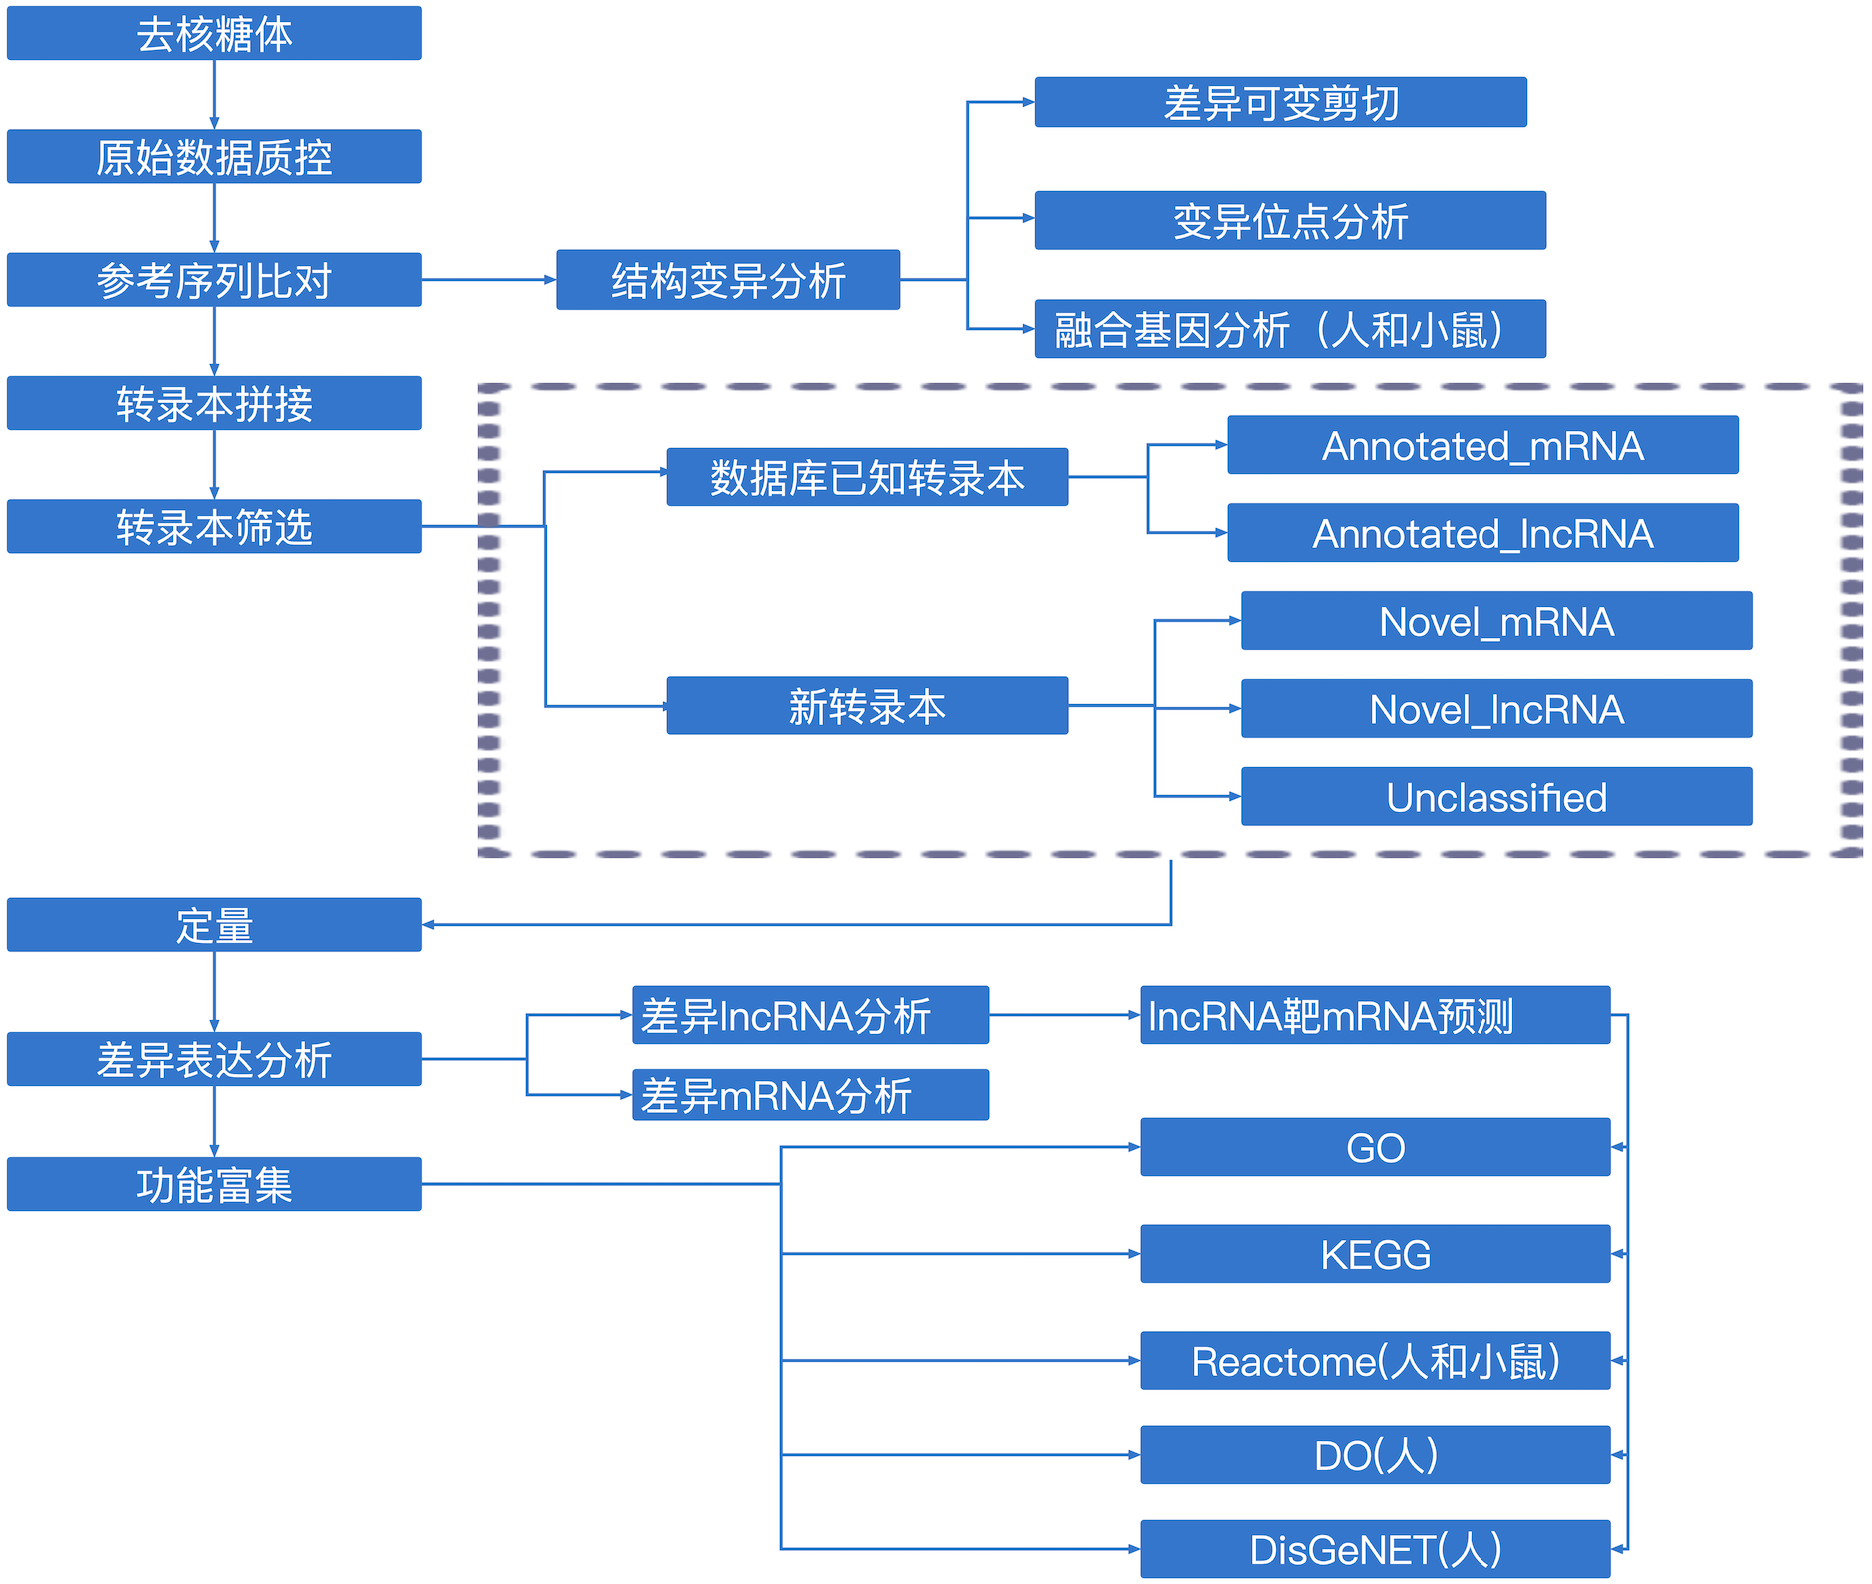 去核糖体
原始数据质控
参考序列比对
转录本拼接
转录本筛选
结构变异分析
差异可变剪切
变异位点分析
融合基因分析（人和小鼠）
数据库已知转录本
Annotated_mRNA
Annotated_lncRNA
新转录本
Novel_mRNA
Novel_lncRNA
Unclassified
定量
差异表达分析
功能富集
差异lncRNA分析
差异mRNA分析
lncRNA靶mRNA预测
GO
KEGG
Reactome(人和小鼠)
DO(人)
DisGeNET(人)